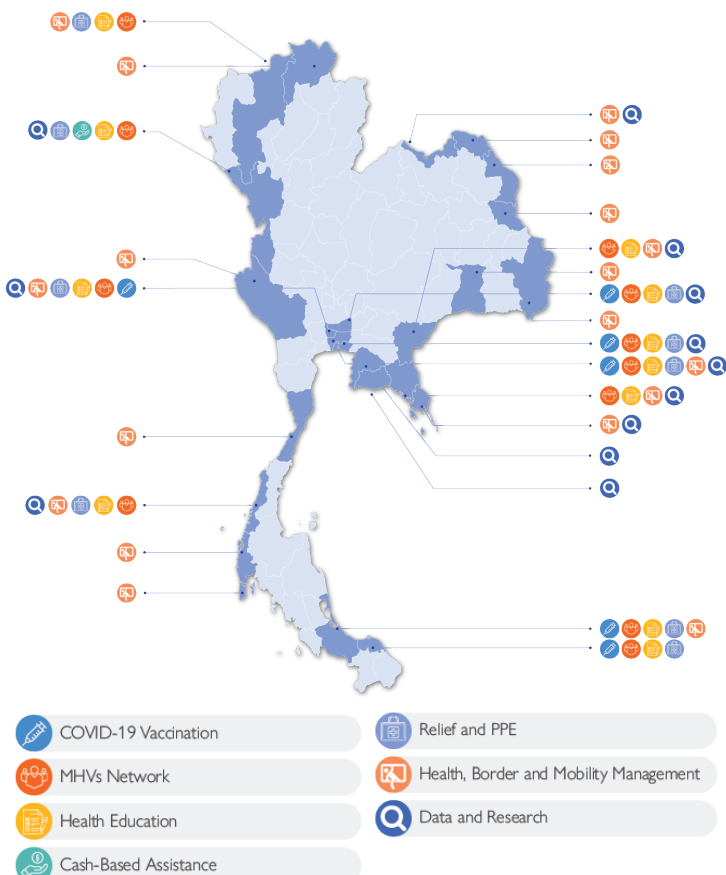 COVID-19 Vaccination
MHVs Network
Health Education
Cash-Based Assistance
Relief and PPE
Health, Border and Mobility Management
Data and Research